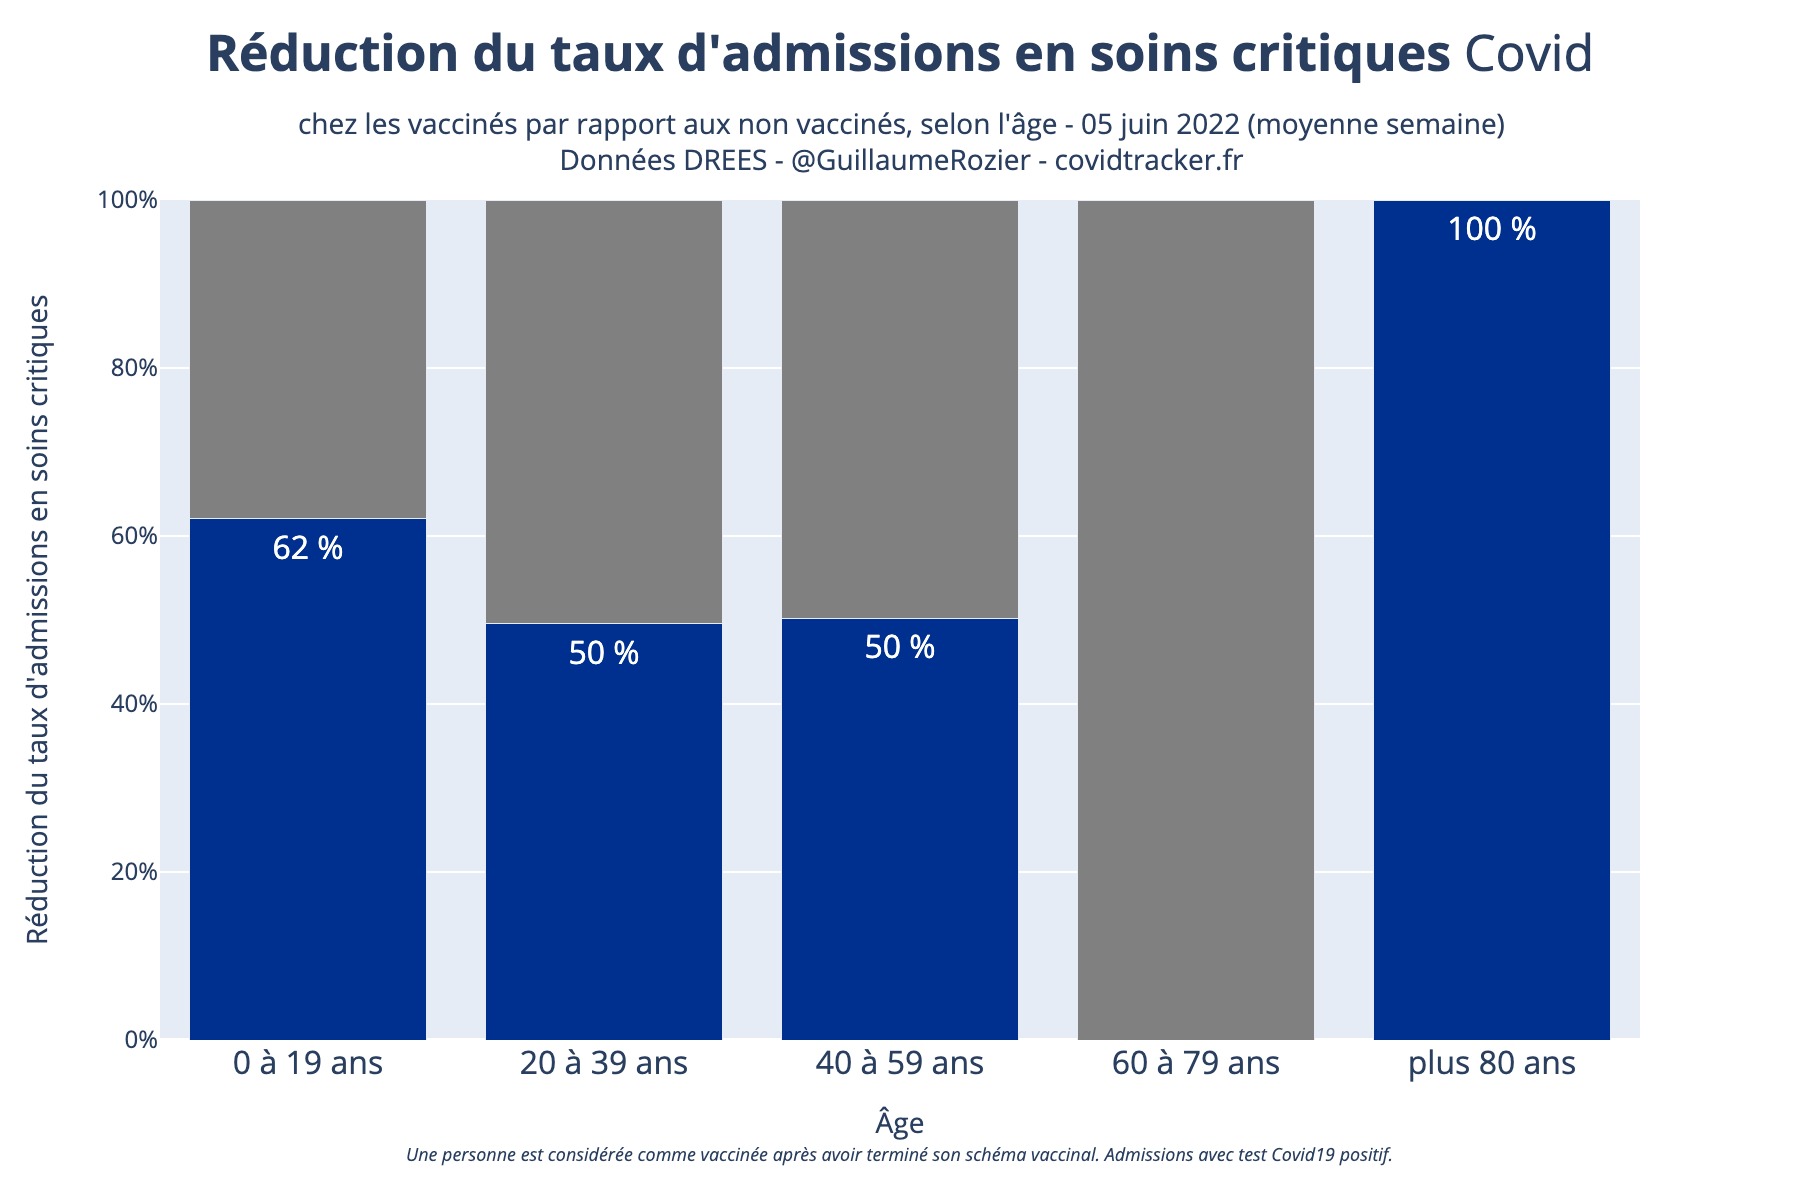 Réduction du taux d'admissions en soins critiques Covid
chez les vaccinés par rapport aux non vaccinés, selon l'âge - 05 juin 2022 (moyenne semaine)
Données DREES - @GuillaumeRozier - covidtracker.fr
Réduction du taux d'admissions en soins critiques
100%
80%
60%
40%
20%
0%
62 %
50 %
50 %
100 %
0 à 19 ans
20 à 39 ans
40 à 59 ans
60 à 79 ans
plus 80 ans
Âge
Une personne est considérée comme vaccinée après avoir terminé son schéma vaccinal. Admissions avec test Covid19 positif.